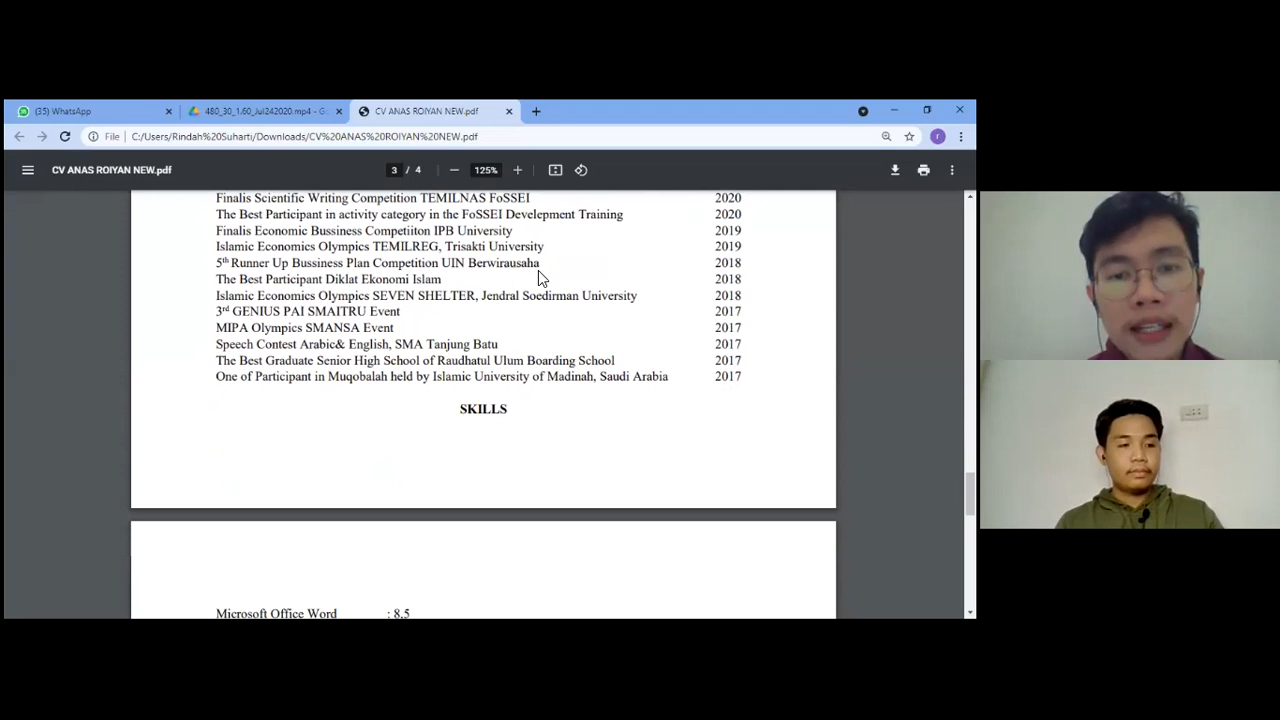 (35) WhatsApp
480_30_1.60_Jul242020.mp4 - Go
CV ANAS ROIYAN NEW.pdf
File
C:/Users/Rindah%20Suharti/Downloads/CV%20ANAS%20ROIYAN%20NEW.pdf
r
CV ANAS ROIYAN NEW.pdf
3 / 4
125%
Finalis Scientific Writing Competition TEMILNAS FoSSEI 2020
The Best Participant in activity category in the FoSSEI Develepment Training 2020
Finalis Economic Bussiness Competiiton IPB University 2019
Islamic Economics Olympics TEMILREG, Trisakti University 2019
5th Runner Up Bussiness Plan Competition UIN Berwirausaha 2018
The Best Participant Diklat Ekonomi Islam 2018
Islamic Economics Olympics SEVEN SHELTER, Jendral Soedirman University 2018
3rd GENIUS PAI SMAITRU Event 2017
MIPA Olympics SMANSA Event 2017
Speech Contest Arabic& English, SMA Tanjung Batu 2017
The Best Graduate Senior High School of Raudhatul Ulum Boarding School 2017
One of Participant in Muqobalah held by Islamic University of Madinah, Saudi Arabia 2017
SKILLS
Microsoft Office Word : 8,5